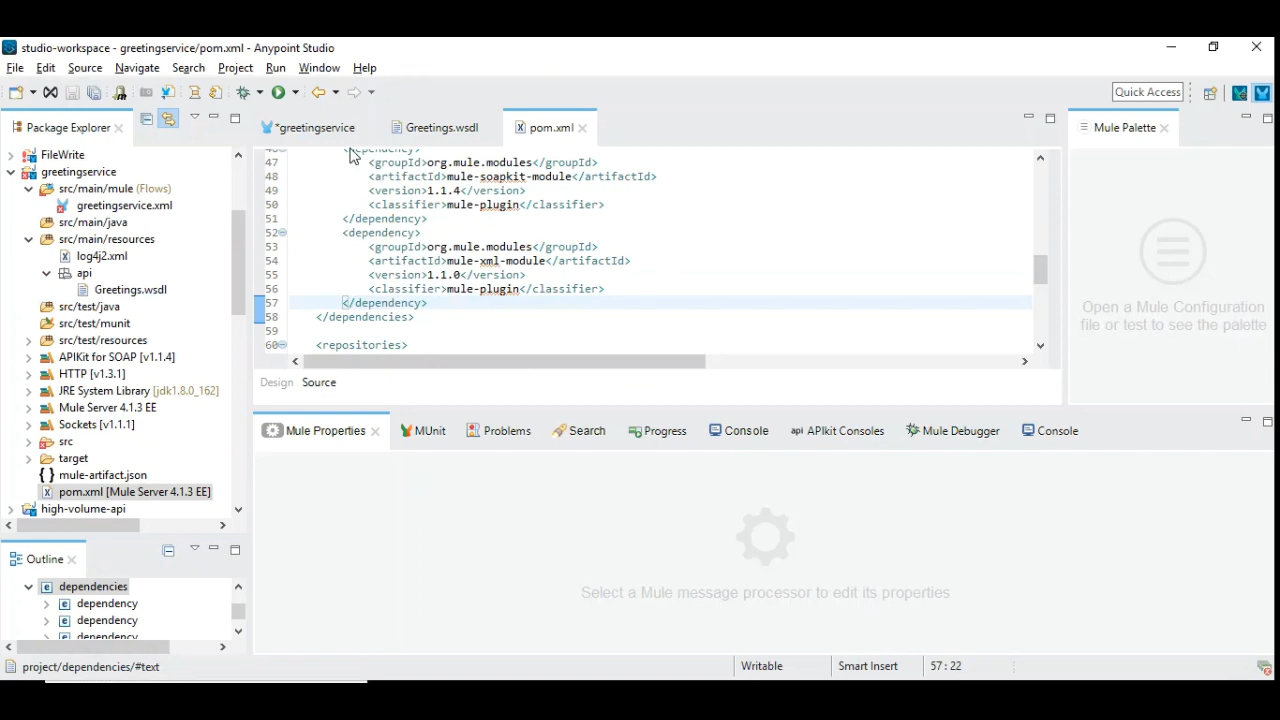 studio-workspace - greetingservice/pom.xml - Anypoint Studio
File Edit Source Navigate Search Project Run Window Help
Quick Access
Package Explorer
*greetingservice
Greetings.wsdl
pom.xml
Mule Palette
FileWrite
greetingservice
src/main/mule (Flows)
greetingservice.xml
src/main/java
src/main/resources
log4j2.xml
api
Greetings.wsdl
src/test/java
src/test/munit
src/test/resources
APIKit for SOAP [v1.1.4]
HTTP [v1.3.1]
JRE System Library [jdk1.8.0_162]
Mule Server 4.1.3 EE
Sockets [v1.1.1]
src
target
mule-artifact.json
pom.xml [Mule Server 4.1.3 EE]
high-volume-api
46 <dependency>
47 <groupId>org.mule.modules</groupId>
48 <artifactId>mule-soapkit-module</artifactId>
49 <version>1.1.4</version>
50 <classifier>mule-plugin</classifier>
51 </dependency>
52 <dependency>
53 <groupId>org.mule.modules</groupId>
54 <artifactId>mule-xml-module</artifactId>
55 <version>1.1.0</version>
56 <classifier>mule-plugin</classifier>
57 </dependency>
58 </dependencies>
59
60 <repositories>
Design Source
Open a Mule Configuration
file or test to see the palette
Mule Properties
MUnit
Problems
Search
Progress
Console
APIkit Consoles
Mule Debugger
Console
Select a Mule message processor to edit its properties
Outline
dependencies
dependency
dependency
dependency
project/dependencies/#text
Writable
Smart Insert
57 : 22